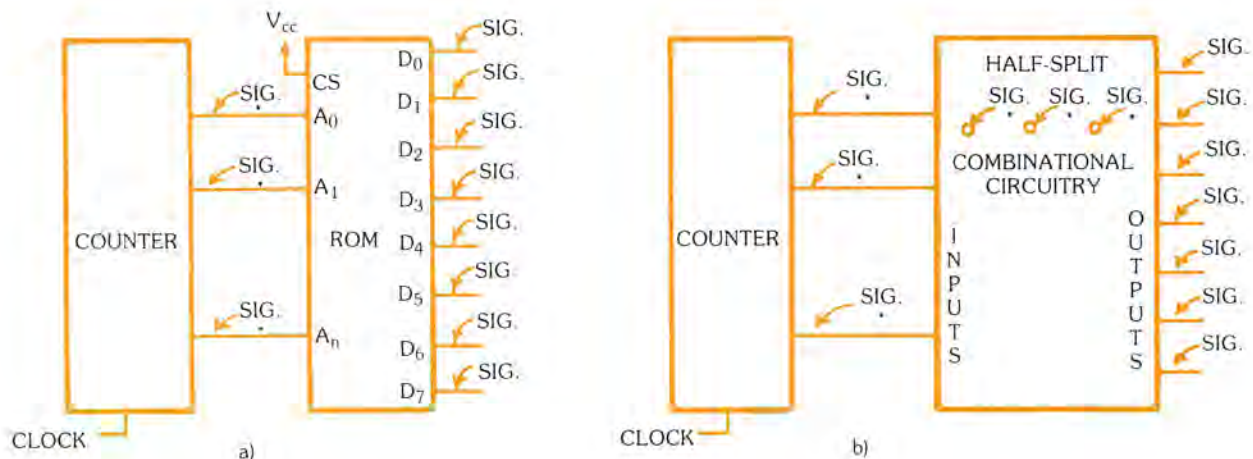 Vcc
SIG.
SIG.
SIG.
SIG.
SIG.
SIG.
SIG.
SIG.
D0
D1
D2
D3
D4
D5
D6
D7
CS
A0
A1
An
ROM
SIG.
SIG.
SIG.
COUNTER
CLOCK
a)
COUNTER
CLOCK
SIG.
SIG.
SIG.
HALF-SPLIT
SIG. SIG. SIG.
COMBINATIONAL
CIRCUITRY
INPUTS
OUTPUTS
SIG.
SIG.
SIG.
SIG.
SIG.
SIG.
SIG.
b)